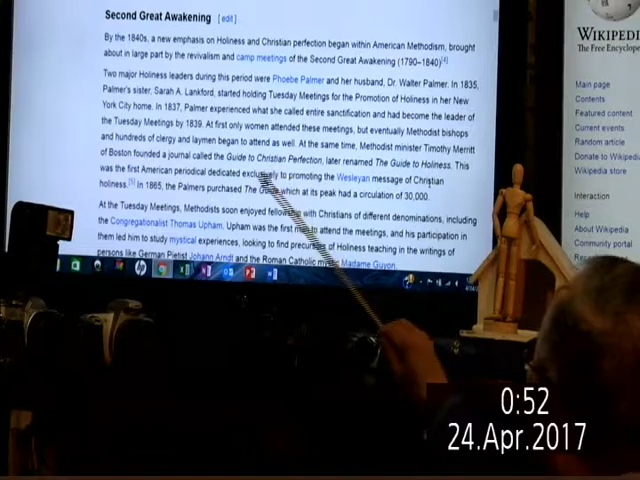 Second Great Awakening [edit]
By the 1840s, a new emphasis on Holiness and Christian perfection began within American Methodism, brought
about in large part by the revivalism and camp meetings of the Second Great Awakening (1790–1840)[4]
Two major Holiness leaders during this period were Phoebe Palmer and her husband, Dr. Walter Palmer. In 1835,
Palmer's sister, Sarah A. Lankford, started holding Tuesday Meetings for the Promotion of Holiness in her New
York City home. In 1837, Palmer experienced what she called entire sanctification and had become the leader of
the Tuesday Meetings by 1839. At first only women attended these meetings, but eventually Methodist bishops
and hundreds of clergy and laymen began to attend as well. At the same time, Methodist minister Timothy Merritt
of Boston founded a journal called the Guide to Christian Perfection, later renamed The Guide to Holiness. This
was the first American periodical dedicated exclusively to promoting the Wesleyan message of Christian
holiness.[5] In 1865, the Palmers purchased The Guide which at its peak had a circulation of 30,000.
At the Tuesday Meetings, Methodists soon enjoyed fellowship with Christians of different denominations, including
the Congregationalist Thomas Upham. Upham was the first man to attend the meetings, and his participation in
them led him to study mystical experiences, looking to find precursors of Holiness teaching in the writings of
persons like German Pietist Johann Arndt and the Roman Catholic mystic Madame Guyon.
WIKIPEDIA
The Free Encyclopedia
Main page
Contents
Featured content
Current events
Random article
Donate to Wikipedia
Wikipedia store
Interaction
Help
About Wikipedia
Community portal
0:52
24.Apr.2017